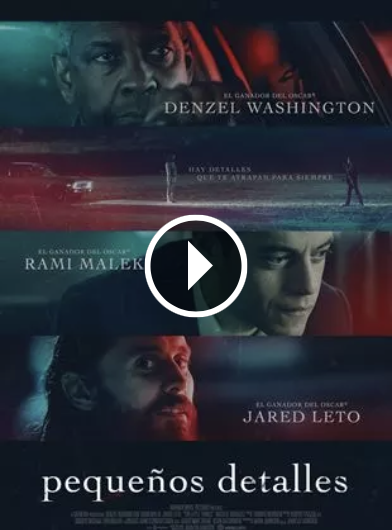 EL GANADOR DEL OSCAR®
DENZEL WASHINGTON
HAY DETALLES
QUE TE ATRAPAN PARA SIEMPRE
EL GANADOR DEL OSCAR®
RAMI MALEK
EL GANADOR DEL OSCAR®
JARED LETO
pequeños detalles